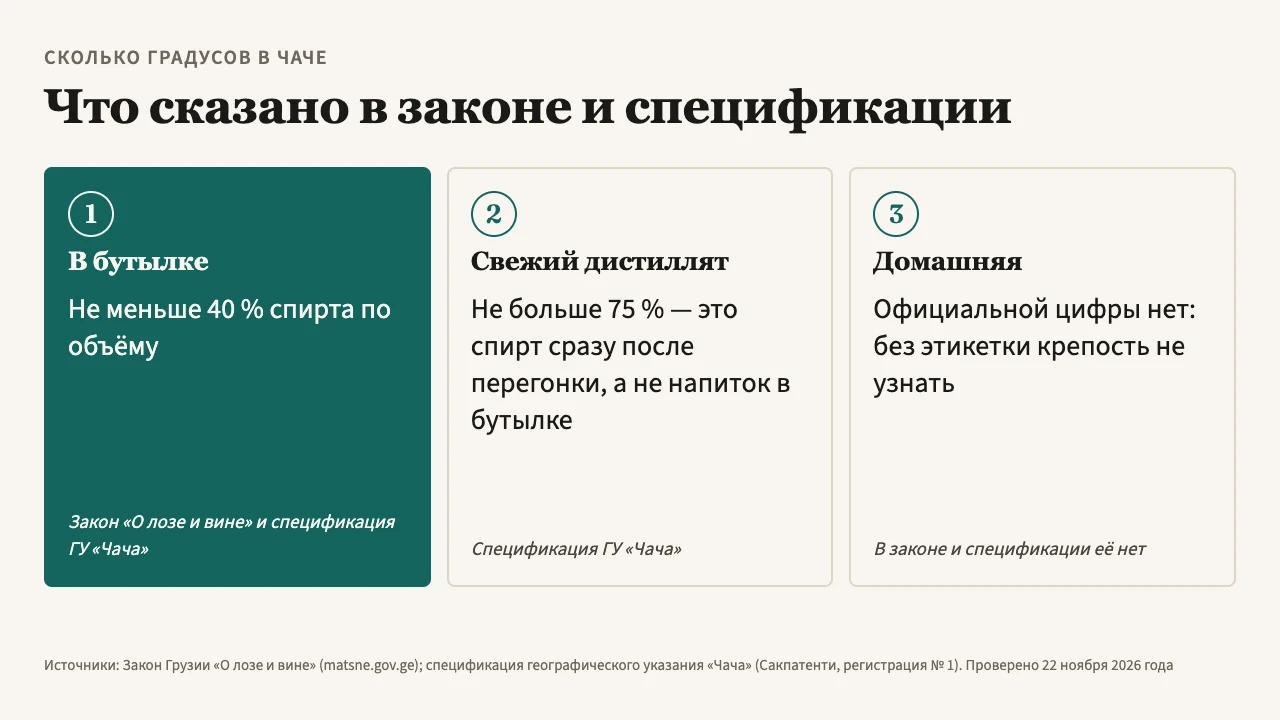 СКОЛЬКО ГРАДУСОВ В ЧАЧЕ
Что сказано в законе и спецификации
1
В бутылке
Не меньше 40 % спирта по
объёму
Закон «О лозе и вине» и спецификация
ГУ «Чача»
2
Свежий дистиллят
Не больше 75 % — это
спирт сразу после
перегонки, а не напиток в
бутылке
Спецификация ГУ «Чача»
3
Домашняя
Официальной цифры нет:
без этикетки крепость не
узнать
В законе и спецификации её нет
Источники: Закон Грузии «О лозе и вине» (matsne.gov.ge); спецификация географического указания «Чача» (Сакпатенти, регистрация № 1). Проверено 22 ноября 2026 года